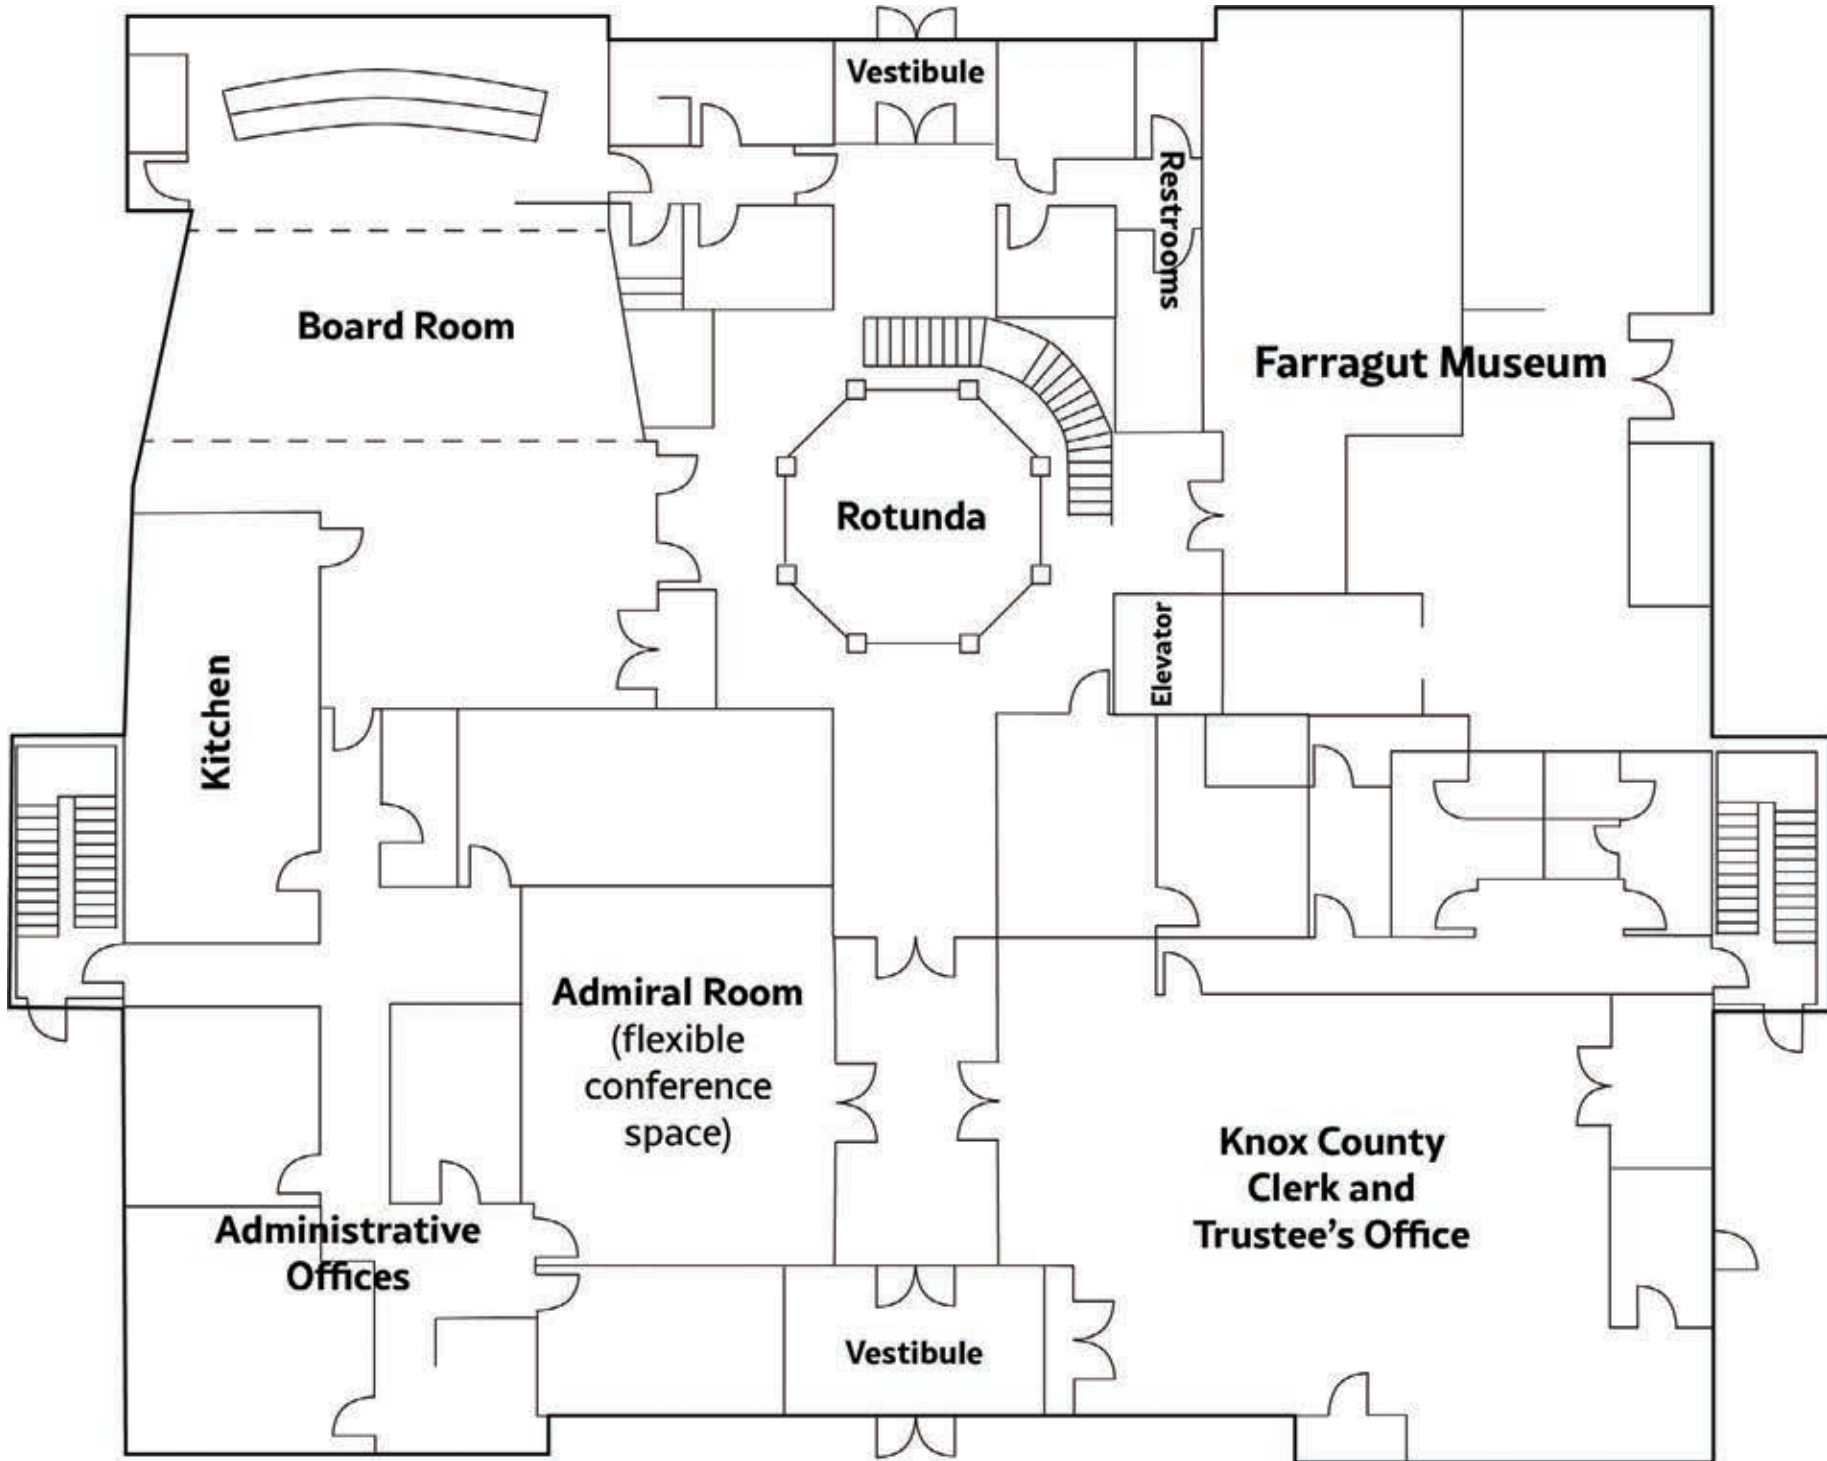 Vestibule
Restrooms
Board Room
Farragut Museum
Rotunda
Elevator
Kitchen
Admiral Room
(flexible
conference
space)
Knox County
Clerk and
Trustee’s Office
Administrative
Offices
Vestibule